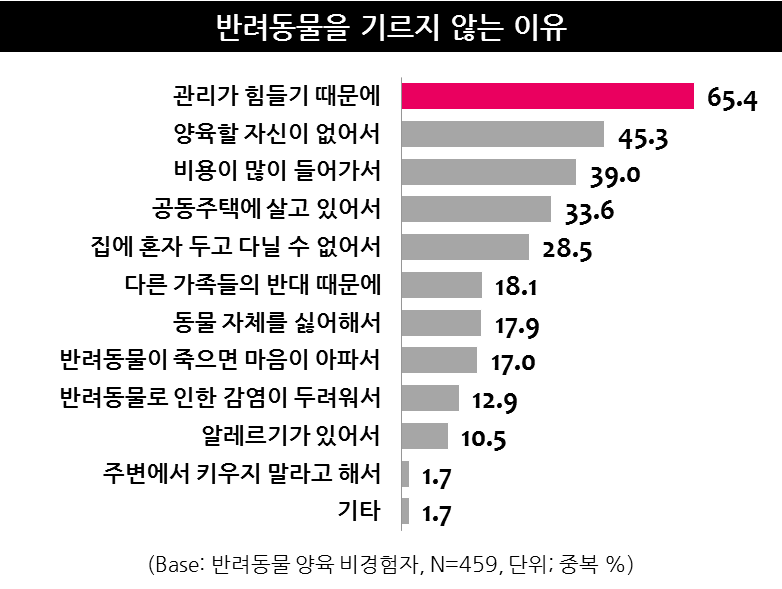 반려동물을 기르지 않는 이유
관리가 힘들기 때문에 65.4
양육할 자신이 없어서 45.3
비용이 많이 들어가서 39.0
공동주택에 살고 있어서 33.6
집에 혼자 두고 다닐 수 없어서 28.5
다른 가족들의 반대 때문에 18.1
동물 자체를 싫어해서 17.9
반려동물이 죽으면 마음이 아파서 17.0
반려동물로 인한 감염이 두려워서 12.9
알레르기가 있어서 10.5
주변에서 키우지 말라고 해서 1.7
기타 1.7
(Base: 반려동물 양육 비경험자, N=459, 단위; 중복 %)